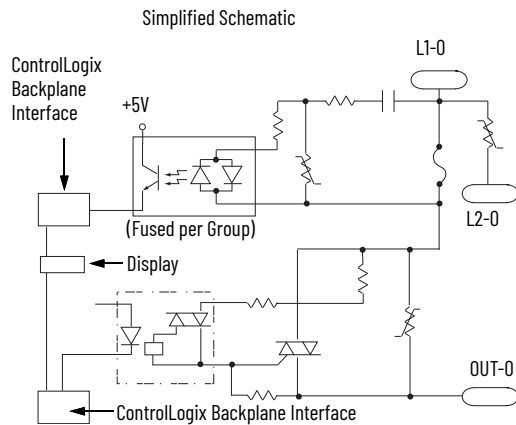 Simplified Schematic
L1-0
ControlLogix
Backplane
Interface
+5V
L2-0
(Fused per Group)
Display
OUT-0
ControlLogix Backplane Interface